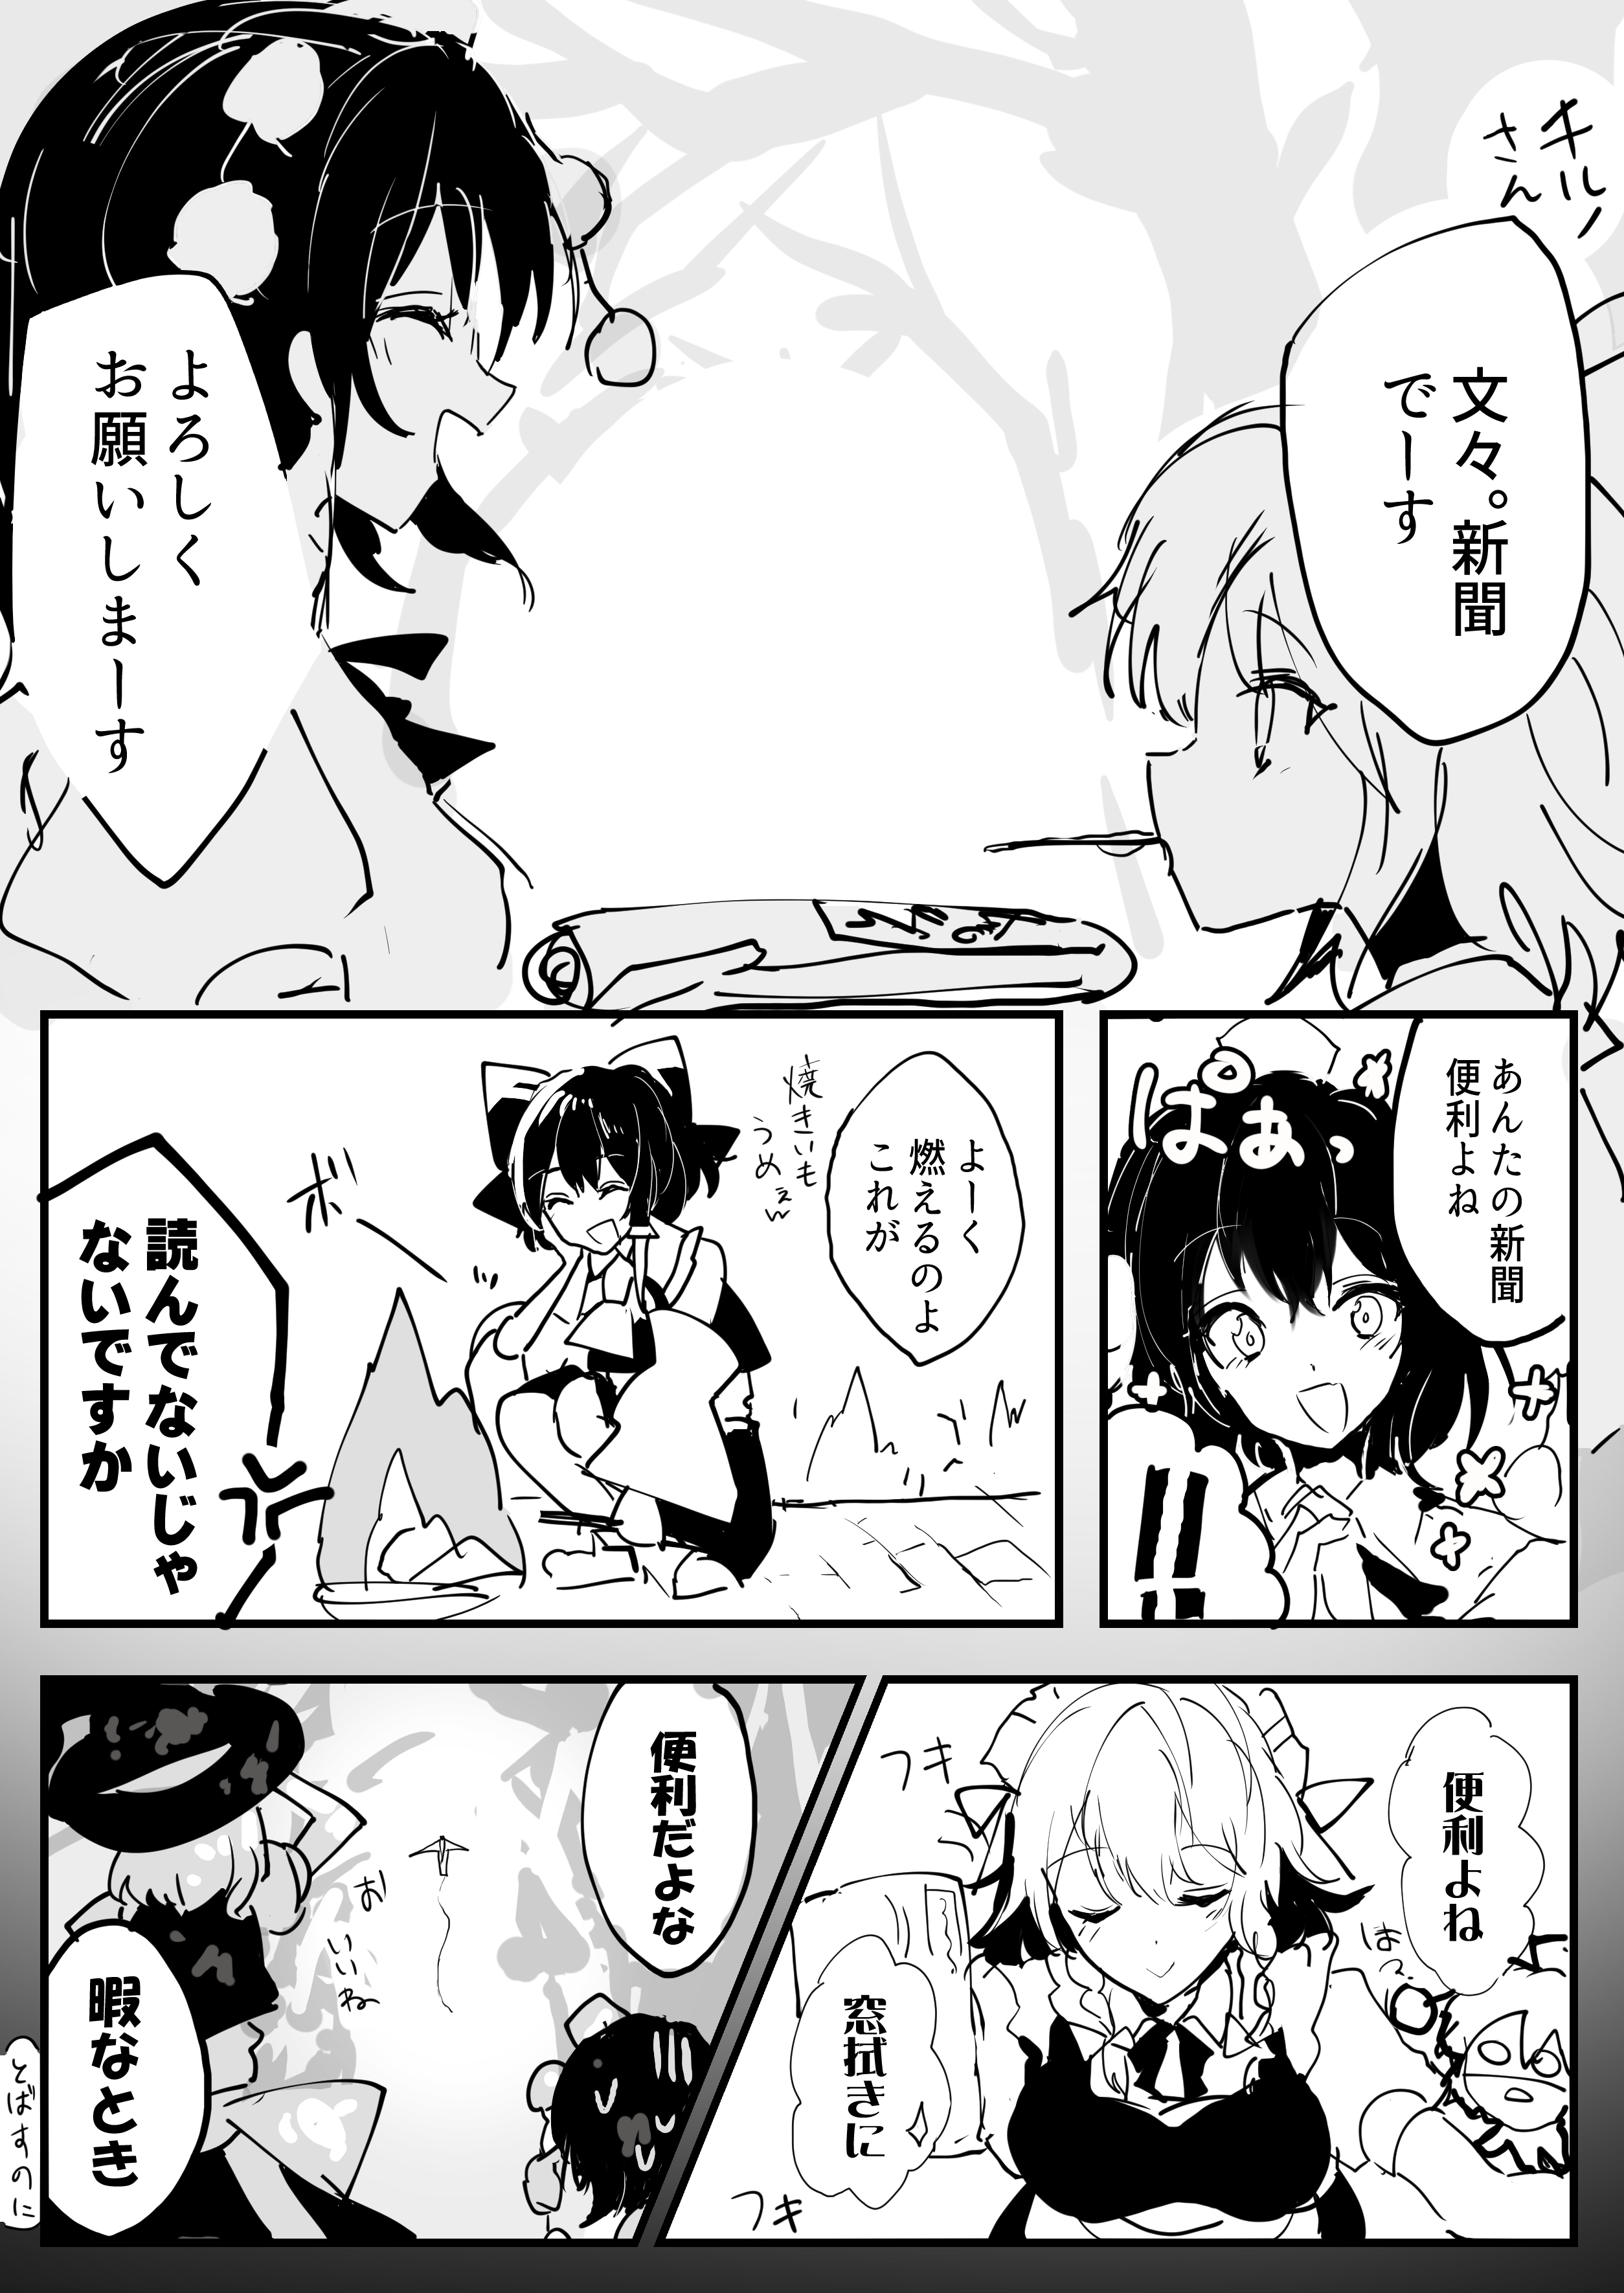 チルノ
さん
文々。新聞
でーす
よろしく
お願いしまーす
あんたの新聞
便利よね
ぱあっ
よーく
燃えるのよ
これが
焼きいも
うめぇw
ボー
読んでないじゃ
ないですか
便利よね
はっ
フキ
窓拭きに
フキ
便利だよな
おいいね
暇なとき
とばすのに